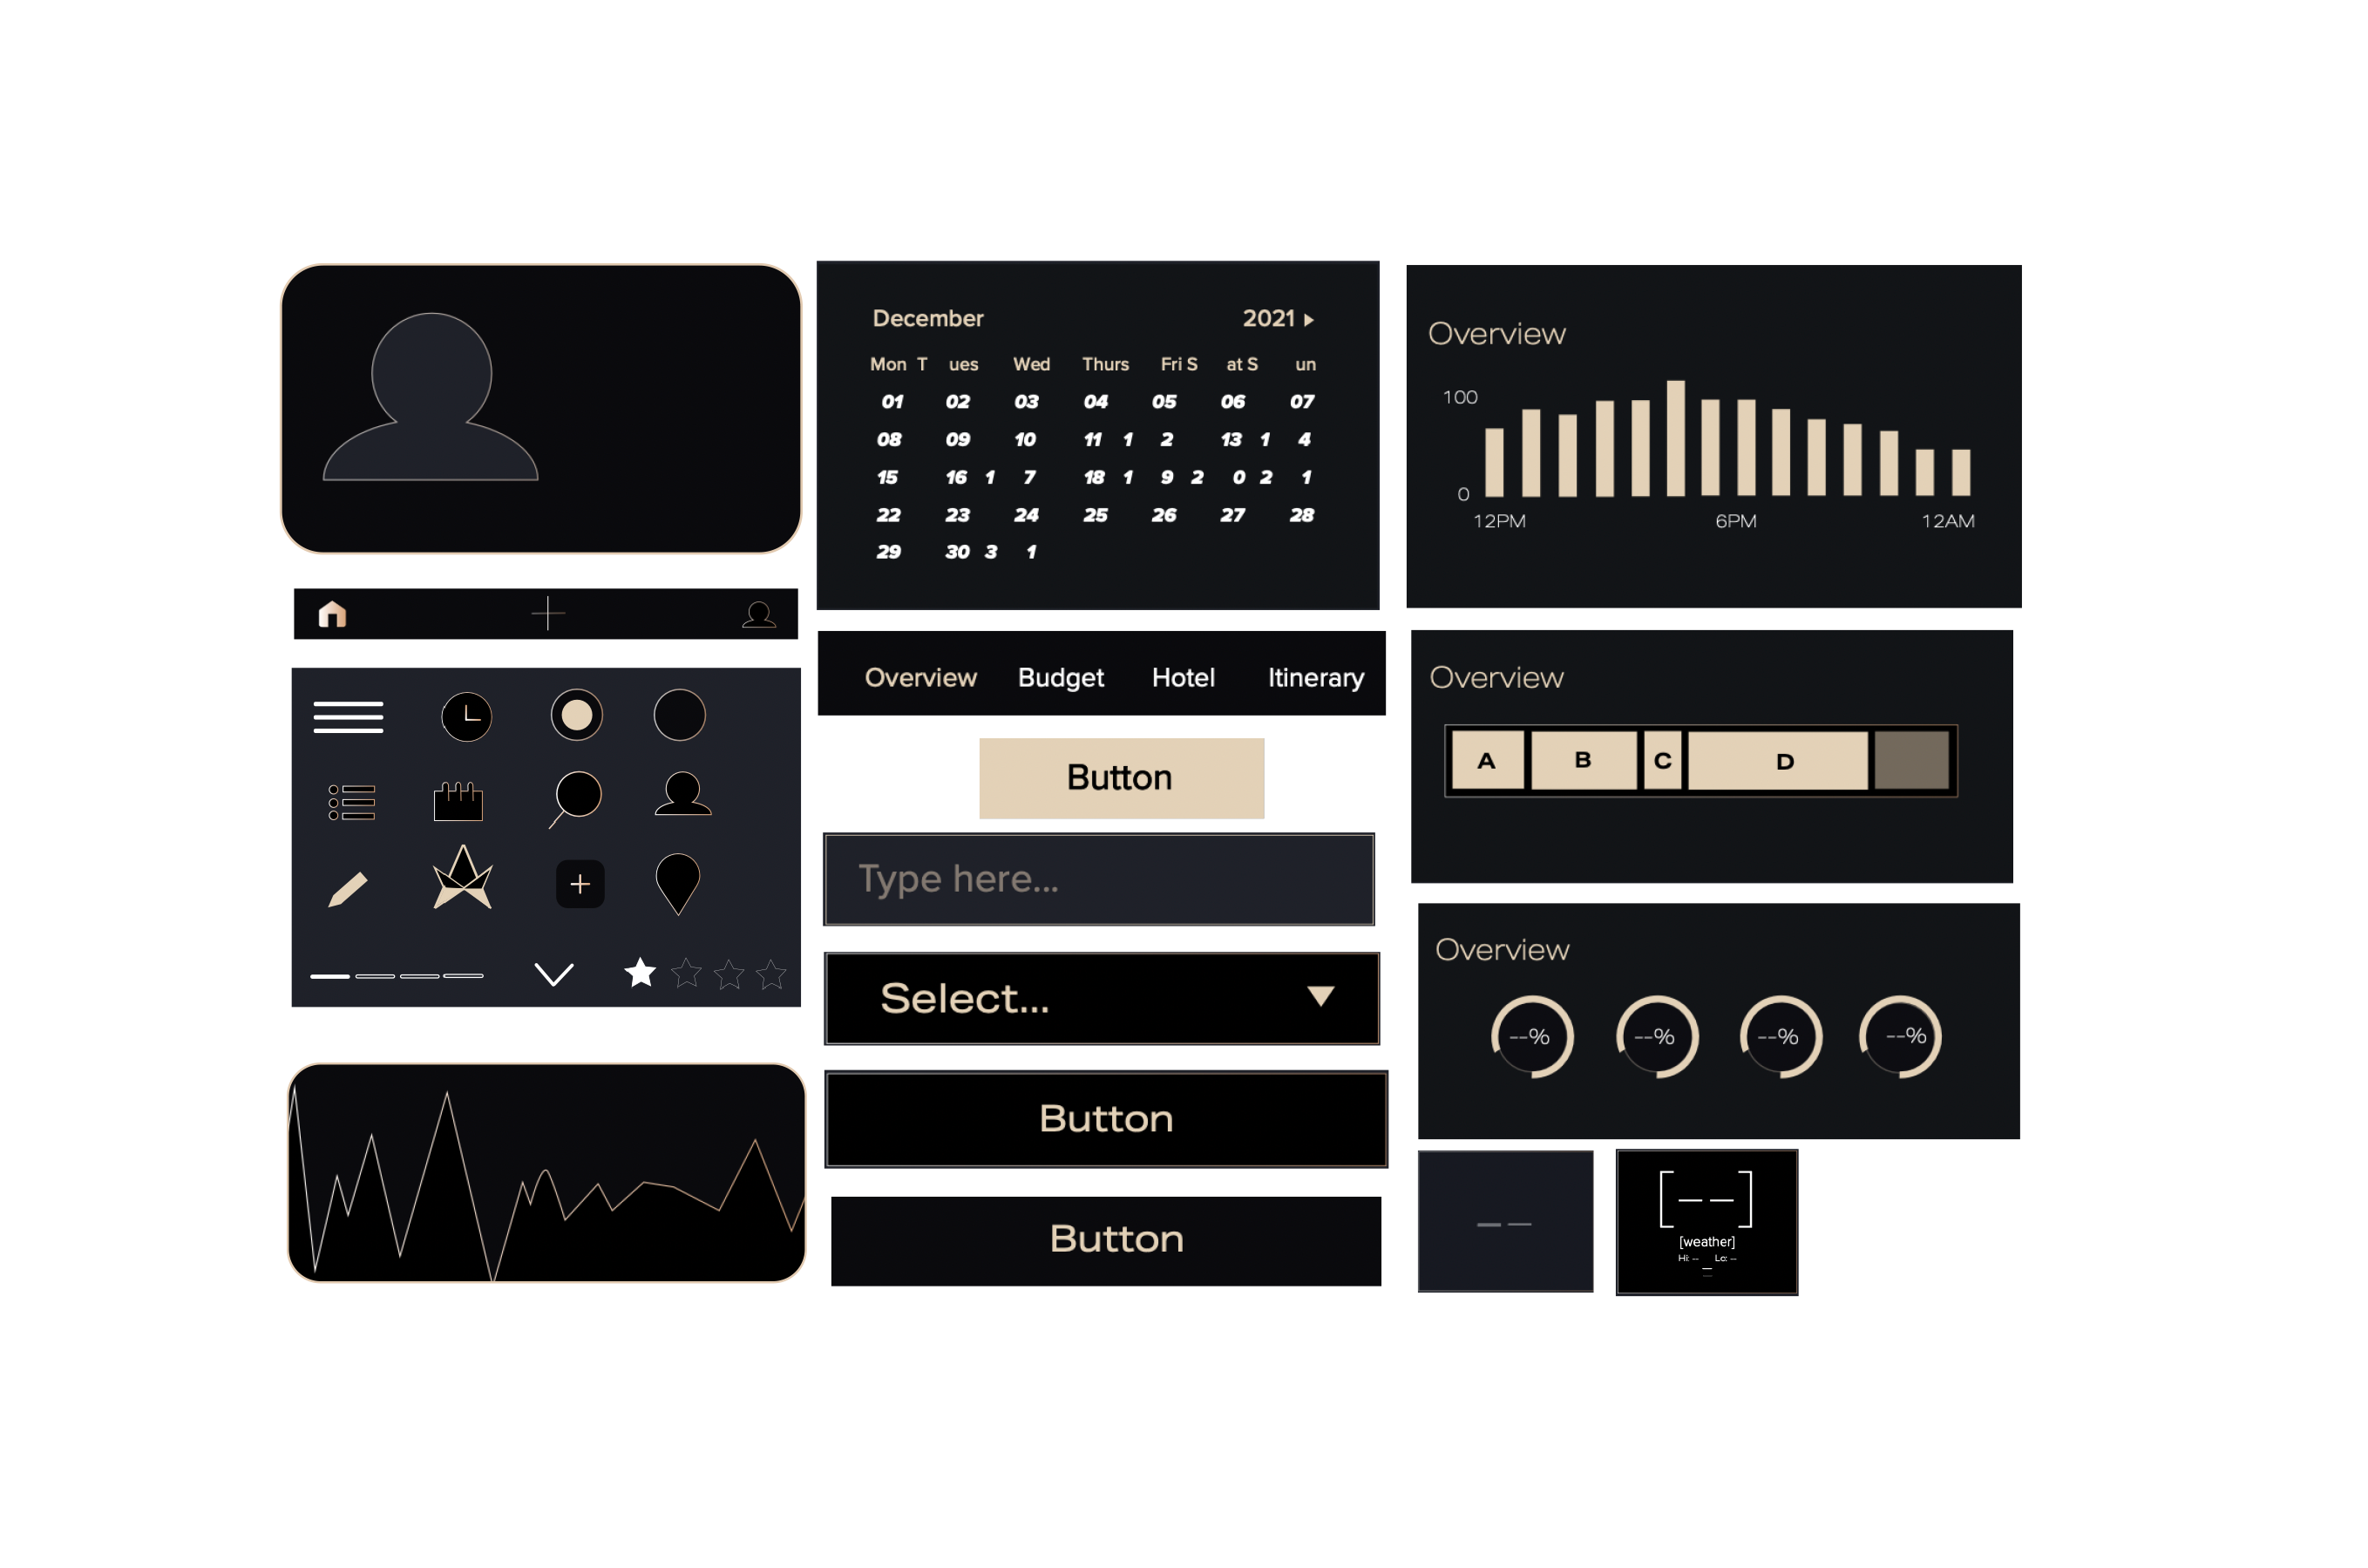 December 2021
Mon T ues Wed Thurs Fri S at S un
01 02 03 04 05 06 07
08 09 10 11 1 2 13 1 4
15 16 1 7 18 1 9 2 0 2 1
22 23 24 25 26 27 28
29 30 3 1
Overview Budget Hotel Itinerary
Button
Type here...
Select...
Button
Button
Overview
100
0
12PM 6PM 12AM
Overview
A B C D
Overview
--% --% --% --%
— —
[— —]
[weather]
Hi: -- Lo: --